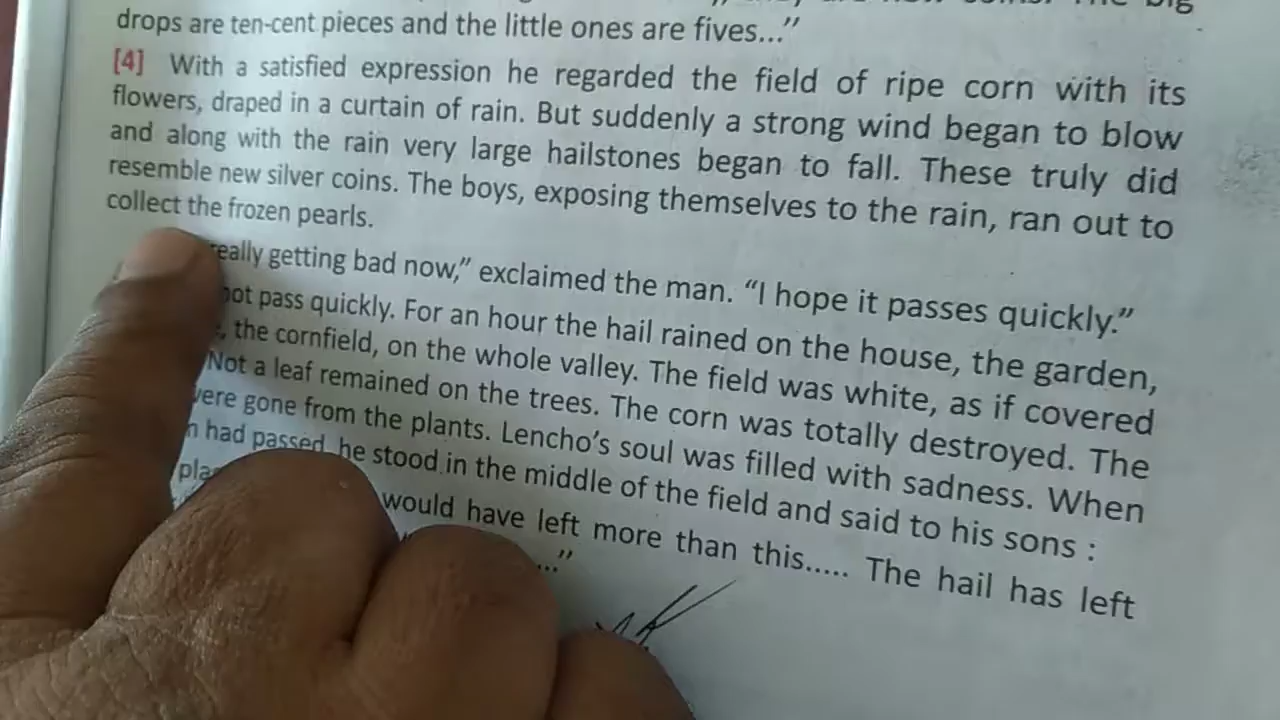 drops are ten-cent pieces and the little ones are fives..."
[4] With a satisfied expression he regarded the field of ripe corn with its
flowers, draped in a curtain of rain. But suddenly a strong wind began to blow
and along with the rain very large hailstones began to fall. These truly did
resemble new silver coins. The boys, exposing themselves to the rain, ran out to
collect the frozen pearls.
getting bad now," exclaimed the man. "I hope it passes quickly."
pass quickly. For an hour the hail rained on the house, the garden,
the cornfield, on the whole valley. The field was white, as if covered
Not a leaf remained on the trees. The corn was totally destroyed. The
gone from the plants. Lencho's soul was filled with sadness. When
had passed, he stood in the middle of the field and said to his sons :
would have left more than this..... The hail has left
..."